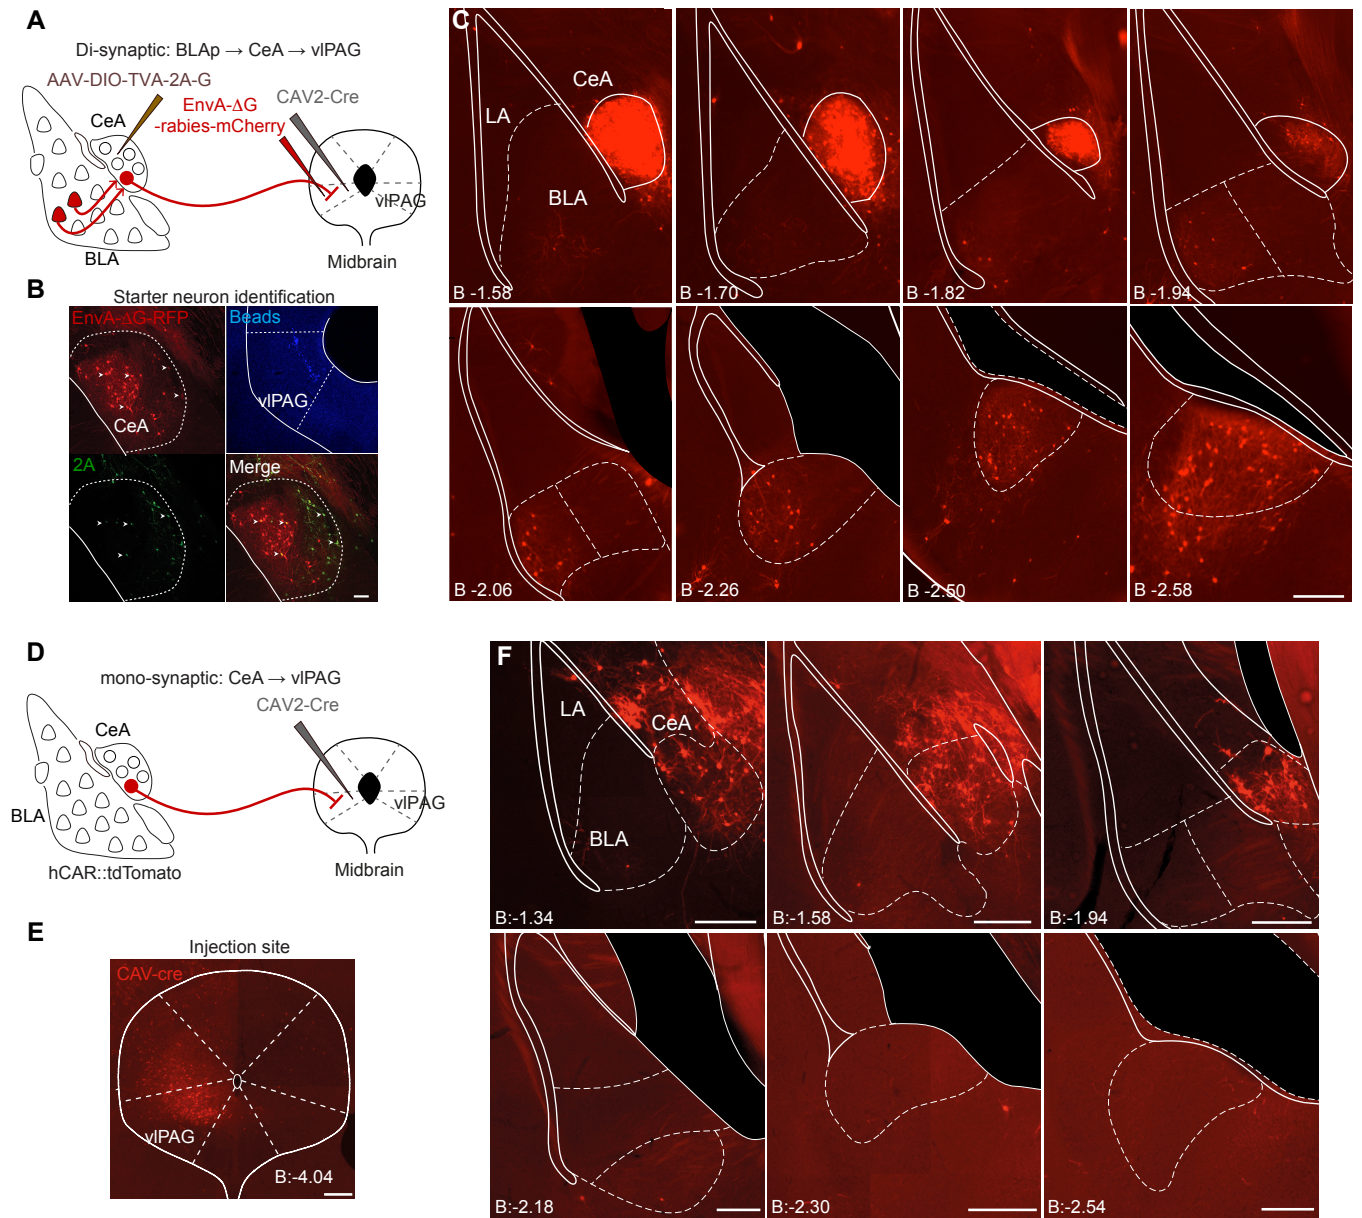 A
Di-synaptic: BLAp → CeA → vlPAG
AAV-DIO-TVA-2A-G
CeA
EnvA-ΔG
-rabies-mCherry
CAV2-Cre
vlPAG
BLA
Midbrain
B
Starter neuron identification
EnvA-ΔG-RFP
Beads
CeA
vlPAG
2A
Merge
C
CeA
LA
BLA
B -1.58
B -1.70
B -1.82
B -1.94
B -2.06
B -2.26
B -2.50
B -2.58
D
mono-synaptic: CeA → vlPAG
CAV2-Cre
CeA
vlPAG
BLA
Midbrain
hCAR::tdTomato
E
Injection site
CAV-cre
vlPAG
B:-4.04
F
LA
CeA
BLA
B:-1.34
B:-1.58
B:-1.94
B:-2.18
B:-2.30
B:-2.54